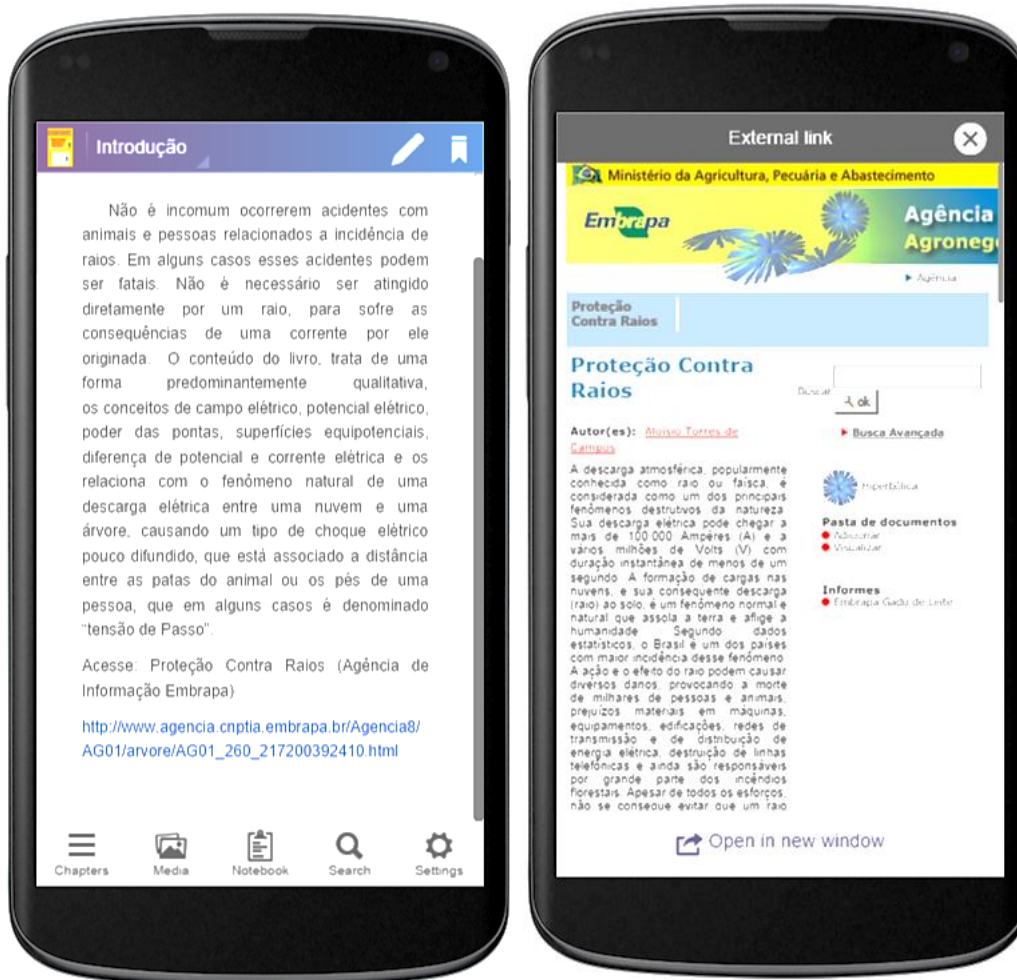 Introdução
Não é incomum ocorrerem acidentes com
animais e pessoas relacionados a incidência de
raios. Em alguns casos esses acidentes podem
ser fatais. Não é necessário ser atingido
diretamente por um raio, para sofre as
consequências de uma corrente por ele
originada. O conteúdo do livro, trata de uma
forma predominantemente qualitativa,
os conceitos de campo elétrico, potencial elétrico,
poder das pontas, superfícies equipotenciais,
diferença de potencial e corrente elétrica e os
relaciona com o fenômeno natural de uma
descarga elétrica entre uma nuvem e uma
árvore, causando um tipo de choque elétrico
pouco difundido, que está associado a distância
entre as patas do animal ou os pés de uma
pessoa, que em alguns casos é denominado
“tensão de Passo”.
Acesse: Proteção Contra Raios (Agência de
Informação Embrapa)
http://www.agencia.cnptia.embrapa.br/Agencia8/
AG01/arvore/AG01_260_217200392410.html
Chapters
Media
Notebook
Search
Settings
External link
Ministério da Agricultura, Pecuária e Abastecimento
Embrapa
Agência
Agroneg
Agência
Proteção
Contra Raios
Proteção Contra
Raios
Buscar
ok
Autor(es): Aloisio Torres de
Campos
Busca Avançada
A descarga atmosférica, popularmente
conhecida como raio ou faísca, é
considerada como um dos principais
fenômenos destrutivos da natureza.
Sua descarga elétrica pode chegar a
mais de 100.000 Ampères (A) e a
vários milhões de Volts (V) com
duração instantânea de menos de um
segundo. A formação de cargas nas
nuvens, e sua consequente descarga
(raio) ao solo, é um fenômeno normal e
natural que assola a terra e aflige a
humanidade. Segundo dados
estatísticos, o Brasil é um dos países
com maior incidência desse fenômeno.
A ação e o efeito do raio podem causar
diversos danos, provocando a morte
de milhares de pessoas e animais,
prejuízos materiais em máquinas,
equipamentos, edificações, redes de
transmissão e de distribuição de
energia elétrica, destruição de linhas
telefônicas e ainda são responsáveis
por grande parte dos incêndios
florestais. Apesar de todos os esforços,
não se consegue evitar que um raio
Hiperbólica
Pasta de documentos
Adicionar
Visualizar
Informes
Embrapa Gado de Leite
Open in new window